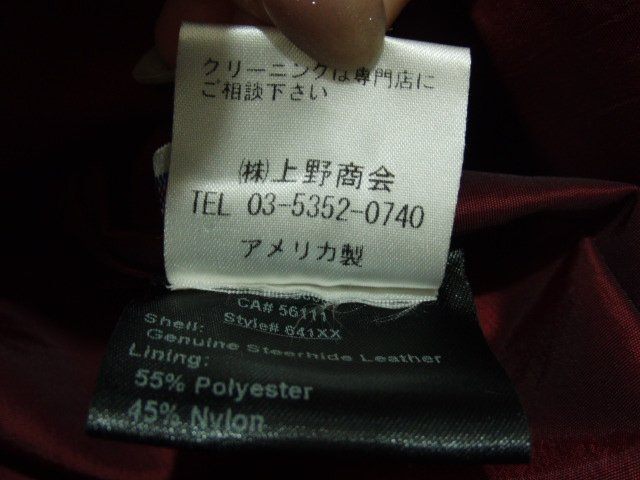 クリーニングは専門店に
ご相談下さい
㈱上野商会
TEL 03-5352-0740
アメリカ製
CA# 56111
Style# 641XX
Shell:
Genuine Steerhide Leather
Lining:
55% Polyester
45% Nylon